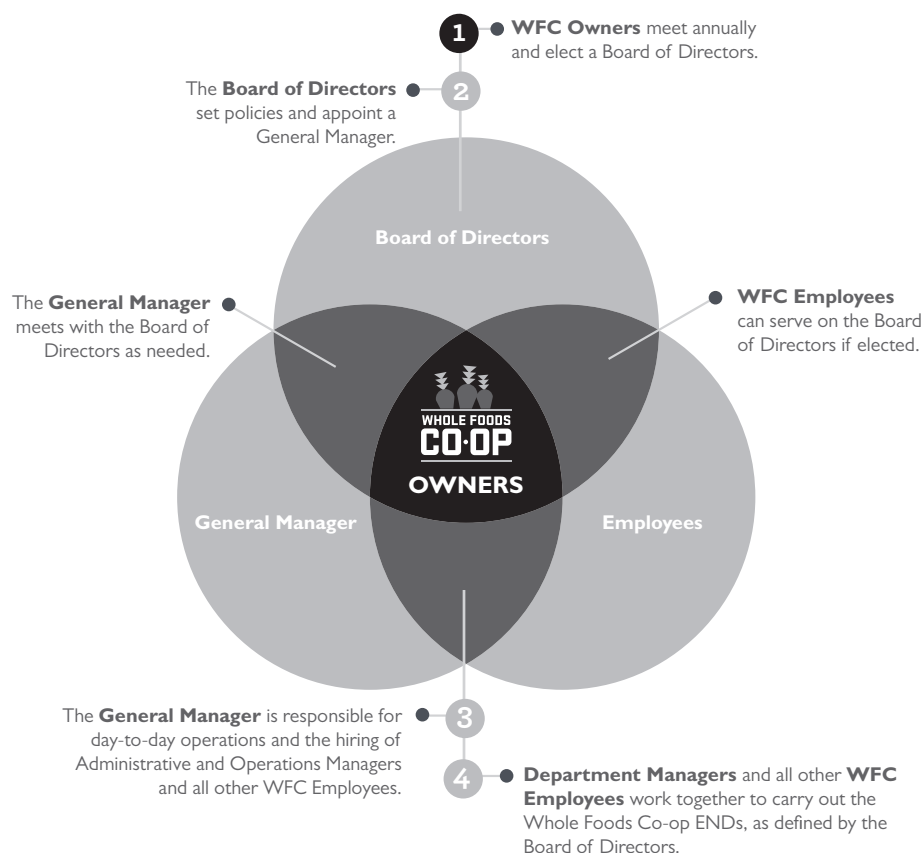 1
WFC Owners meet annually
and elect a Board of Directors.
2
The Board of Directors
set policies and appoint a
General Manager.
Board of Directors
The General Manager
meets with the Board of
Directors as needed.
WFC Employees
can serve on the Board
of Directors if elected.
WHOLE FOODS
CO·OP
OWNERS
General Manager
Employees
3
The General Manager is responsible for
day-to-day operations and the hiring of
Administrative and Operations Managers
and all other WFC Employees.
4
Department Managers and all other WFC
Employees work together to carry out the
Whole Foods Co-op ENDs, as defined by the
Board of Directors.